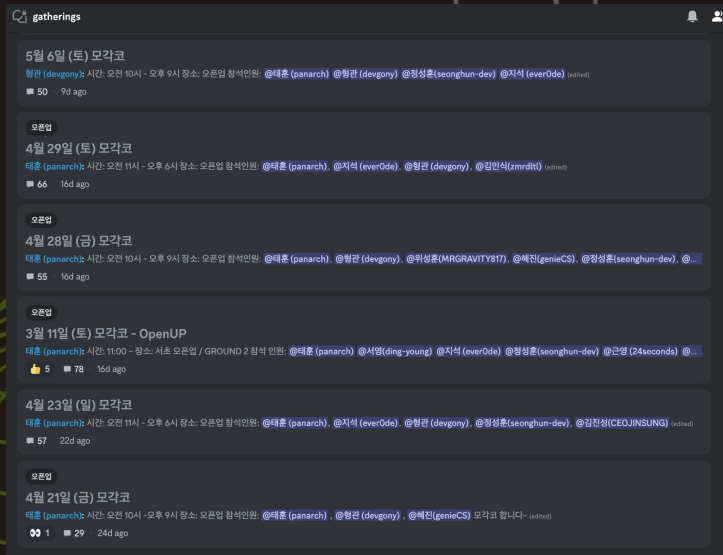 gatherings
5월 6일 (토) 모각코
형관 (devgony): 시간: 오전 10시 - 오후 9시 장소: 오픈업 참석인원: @태훈 (panarch) @형관 (devgony) @정성훈(seonghun-dev) @지석 (ever0de) (edited)
50 · 9d ago
오픈업
4월 29일 (토) 모각코
태훈 (panarch): 시간: 오전 11시 - 오후 6시 장소: 오픈업 참석인원: @태훈 (panarch), @지석 (ever0de), @형관 (devgony), @김민식(zmrdltl) (edited)
66 · 16d ago
오픈업
4월 28일 (금) 모각코
태훈 (panarch): 시간: 오전 10시 - 오후 9시 장소: 오픈업 참석인원: @태훈 (panarch), @형관 (devgony), @위성훈(MRGRAVITY817), @혜진(genieCS), @정성훈(seonghun-dev), @...
55 · 16d ago
오픈업
3월 11일 (토) 모각코 - OpenUP
태훈 (panarch): 시간: 11:00 - 장소: 서초 오픈업 / GROUND 2 참석 인원: @태훈 (panarch) @서영(ding-young) @지석 (ever0de) @정성훈(seonghun-dev) @근영 (24seconds) @...
👍 5 78 · 16d ago
4월 23일 (일) 모각코
태훈 (panarch): 시간: 오전 11시 - 오후 6시 장소: 오픈업 참석인원: @태훈 (panarch), @지석 (ever0de), @형관 (devgony), @정성훈(seonghun-dev), @김진성(CEOJINSUNG) (edited)
57 · 22d ago
오픈업
4월 21일 (금) 모각코
태훈 (panarch): 시간: 오전 10시 -오후 9시 장소: 오픈업 참석인원: @태훈 (panarch) , @형관 (devgony) , @혜진(genieCS) 모각코 합니다~ (edited)
👀 1 29 · 24d ago